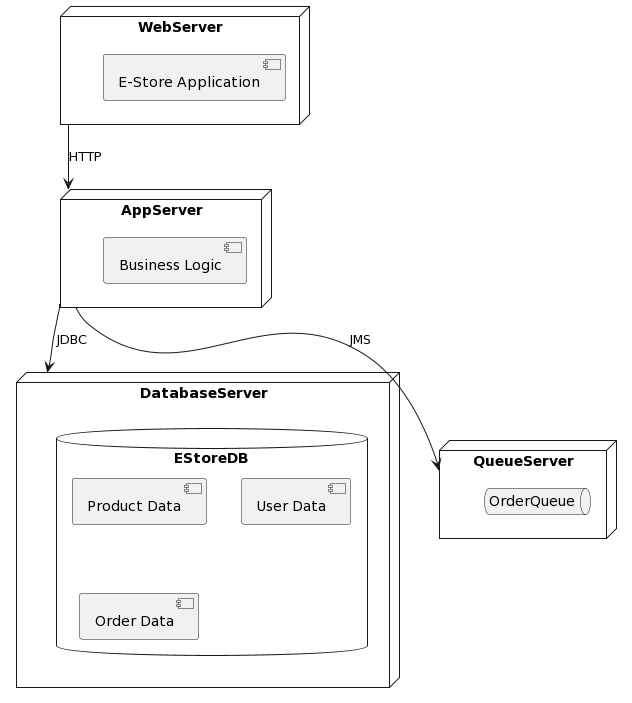 WebServer
E-Store Application
HTTP
AppServer
Business Logic
JDBC
JMS
DatabaseServer
EStoreDB
Product Data
User Data
Order Data
QueueServer
OrderQueue